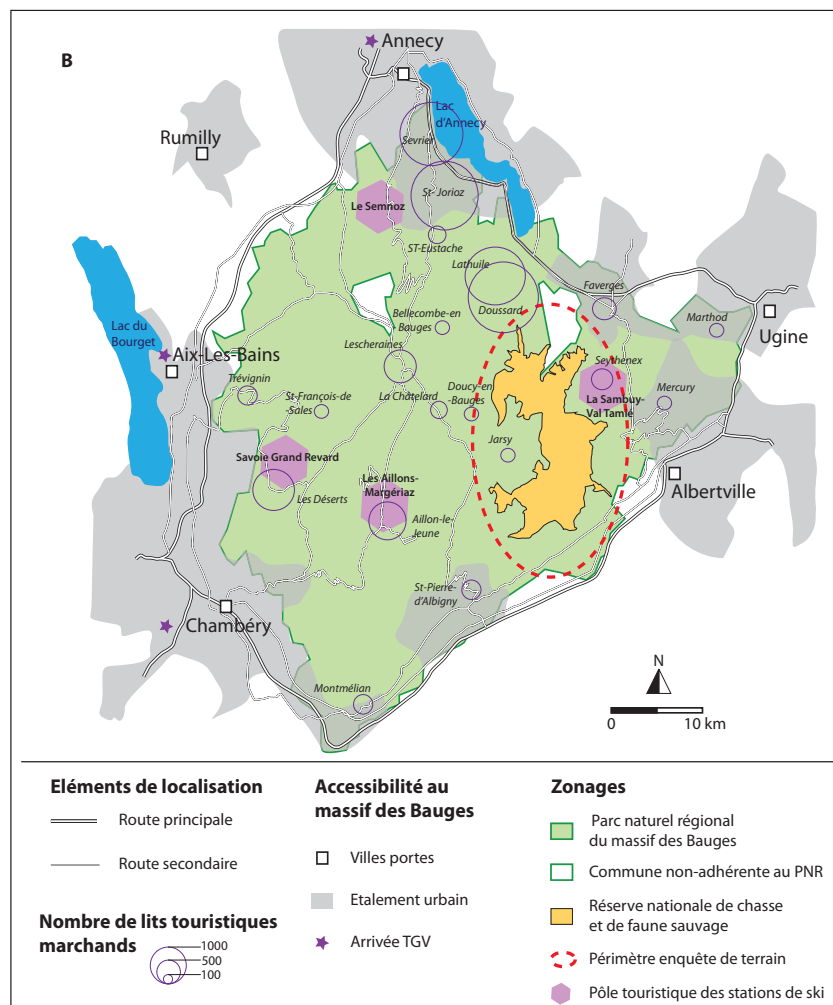 B
Annecy
Rumilly
Lac
d'Annecy
Sevrier
St-Jorioz
Le Semnoz
ST-Eustache
Lathuile
Doussard
Bellecombe-en
-Bauges
Faverges
Marthod
Ugine
Lac du
Bourget
Aix-Les-Bains
Lescheraines
Trévignin
St-François-de
-Sales
La Châtelard
Doucy-en
-Bauges
Seythenex
La Sambuy-
Val Tamié
Mercury
Jarsy
Savoie Grand Revard
Les Déserts
Les Aillons-
Margériaz
Aillon-le-
Jeune
Albertville
St-Pierre-
d'Albigny
Chambéry
Montmélian
N
0 10 km
Eléments de localisation
Route principale
Route secondaire
Nombre de lits touristiques
marchands
1000
500
100
Accessibilité au
massif des Bauges
Villes portes
Etalement urbain
Arrivée TGV
Zonages
Parc naturel régional
du massif des Bauges
Commune non-adhérente au PNR
Réserve nationale de chasse
et de faune sauvage
Périmètre enquête de terrain
Pôle touristique des stations de ski